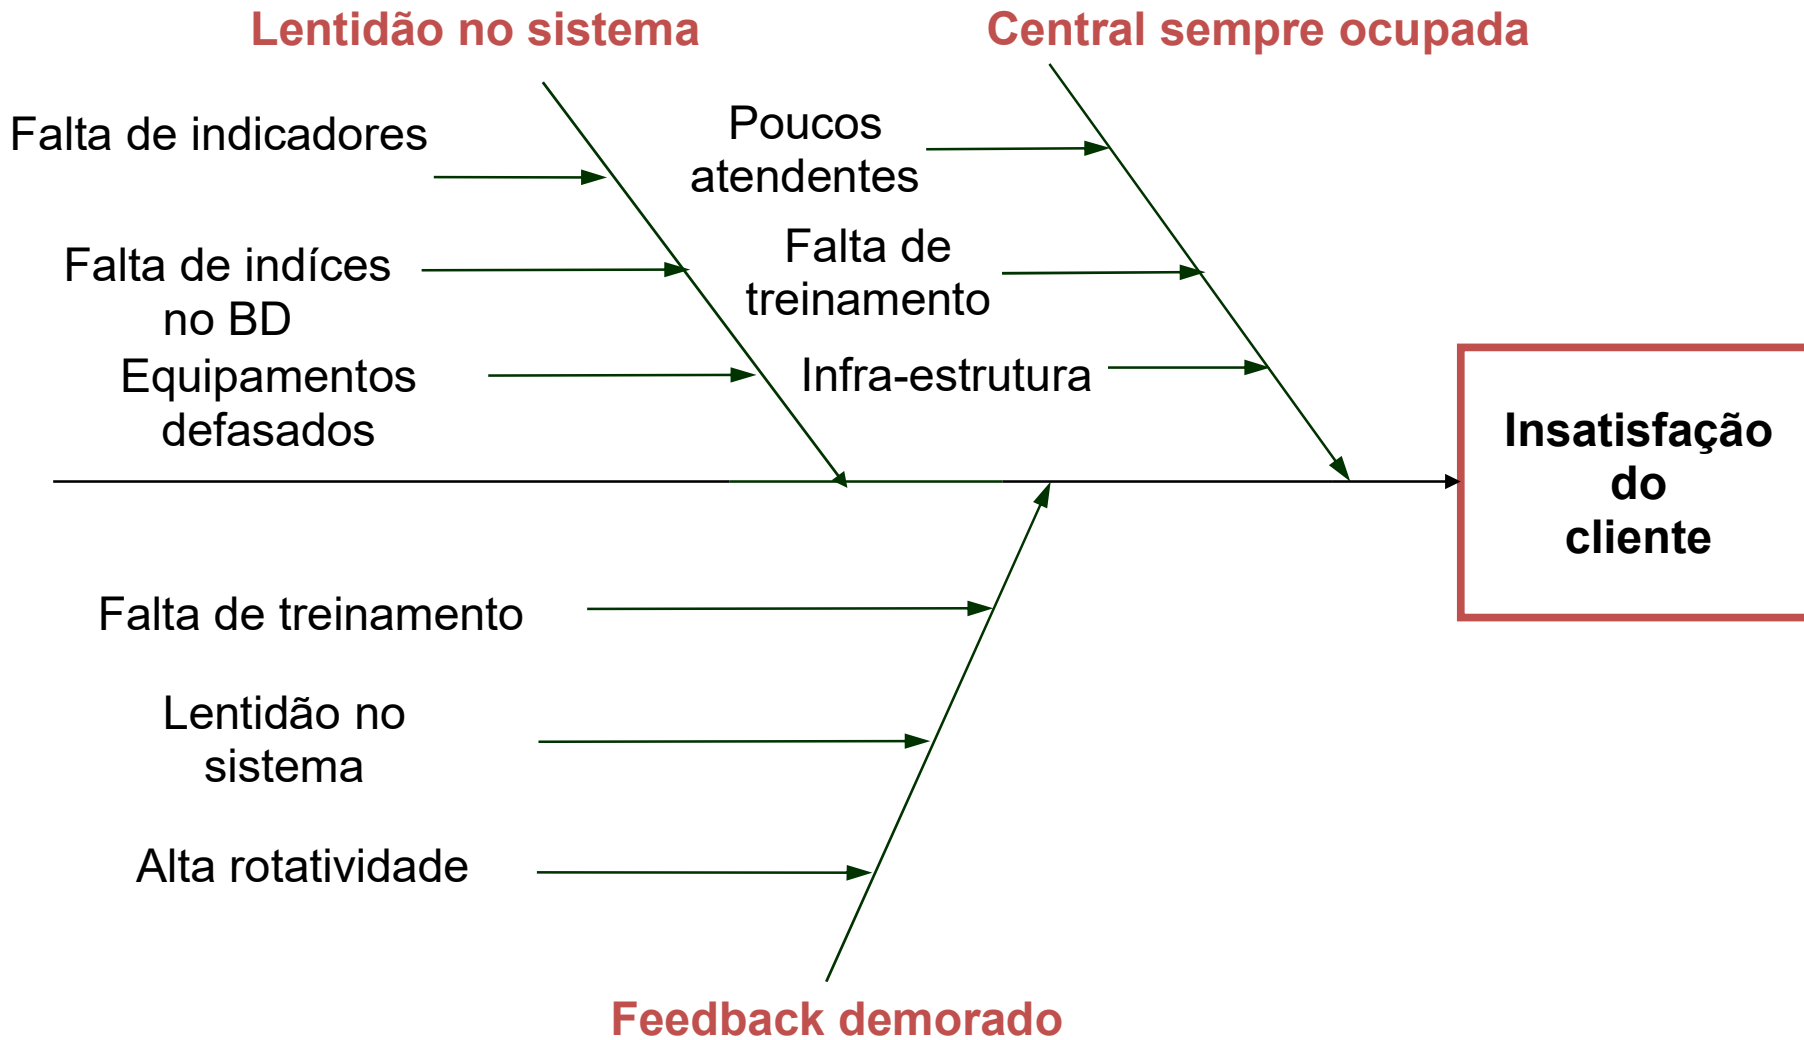 Lentidão no sistema
Central sempre ocupada
Falta de indicadores
Falta de indíces
no BD
Equipamentos
defasados
Poucos
atendentes
Falta de
treinamento
Infra-estrutura
Insatisfação
do
cliente
Falta de treinamento
Lentidão no
sistema
Alta rotatividade
Feedback demorado